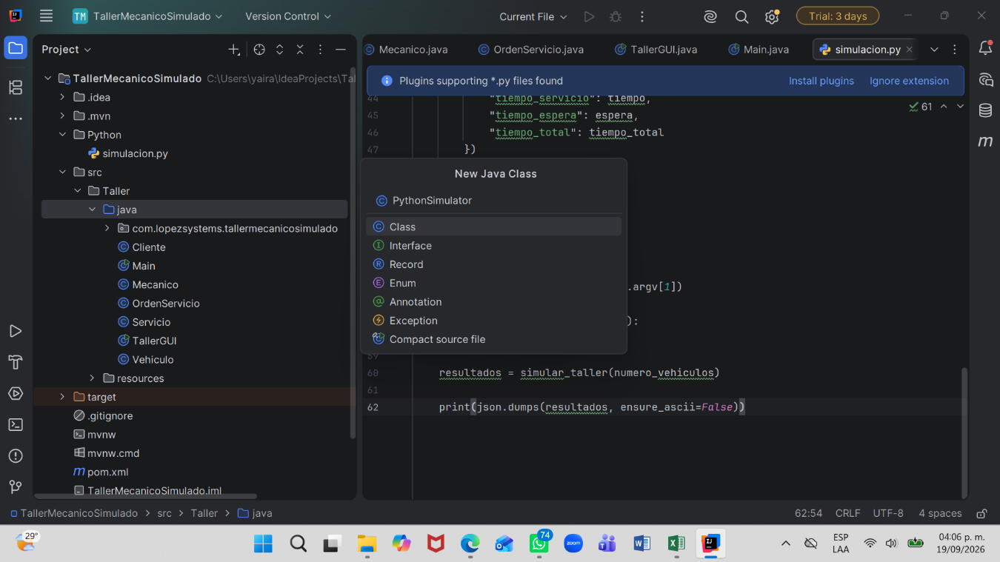 TM TallerMecanicoSimulado Version Control Current File Trial: 3 days
Project
Mecanico.java OrdenServicio.java TallerGUI.java Main.java simulacion.py
TallerMecanicoSimulado C:\Users\yaira\IdeaProjects\Tal
.idea
.mvn
Python
simulacion.py
src
Taller
java
com.lopezsystems.tallermecanicosimulado
Cliente
Main
Mecanico
OrdenServicio
Servicio
TallerGUI
Vehiculo
resources
target
.gitignore
mvnw
mvnw.cmd
pom.xml
TallerMecanicoSimulado.iml
Plugins supporting *.py files found Install plugins Ignore extension
61
44 "tiempo_servicio": tiempo,
45 "tiempo_espera": espera,
46 "tiempo_total": tiempo_total
47 })
New Java Class
PythonSimulator
Class
Interface
Record
Enum
Annotation
Exception
Compact source file
.argv[1])
):
59
60 resultados = simular_taller(numero_vehiculos)
61
62 print(json.dumps(resultados, ensure_ascii=False))
m
TallerMecanicoSimulado > src > Taller > java 62:54 CRLF UTF-8 4 spaces
29°
74
zoom
ESP
LAA
04:06 p. m.
19/09/2026